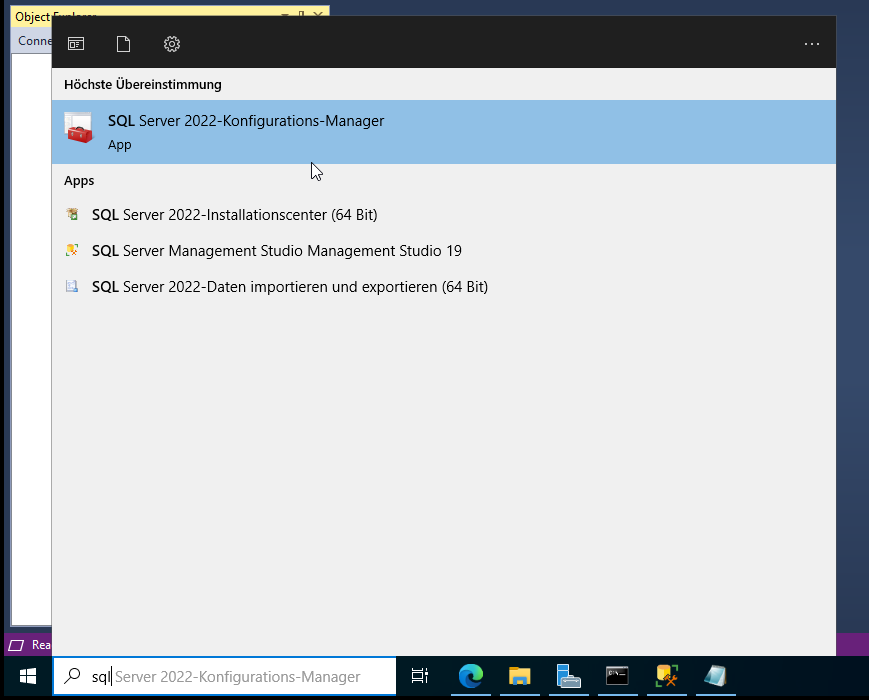 Object Explorer
Conne
Höchste Übereinstimmung
SQL Server 2022-Konfigurations-Manager
App
Apps
SQL Server 2022-Installationscenter (64 Bit)
SQL Server Management Studio Management Studio 19
SQL Server 2022-Daten importieren und exportieren (64 Bit)
Rea
sql Server 2022-Konfigurations-Manager